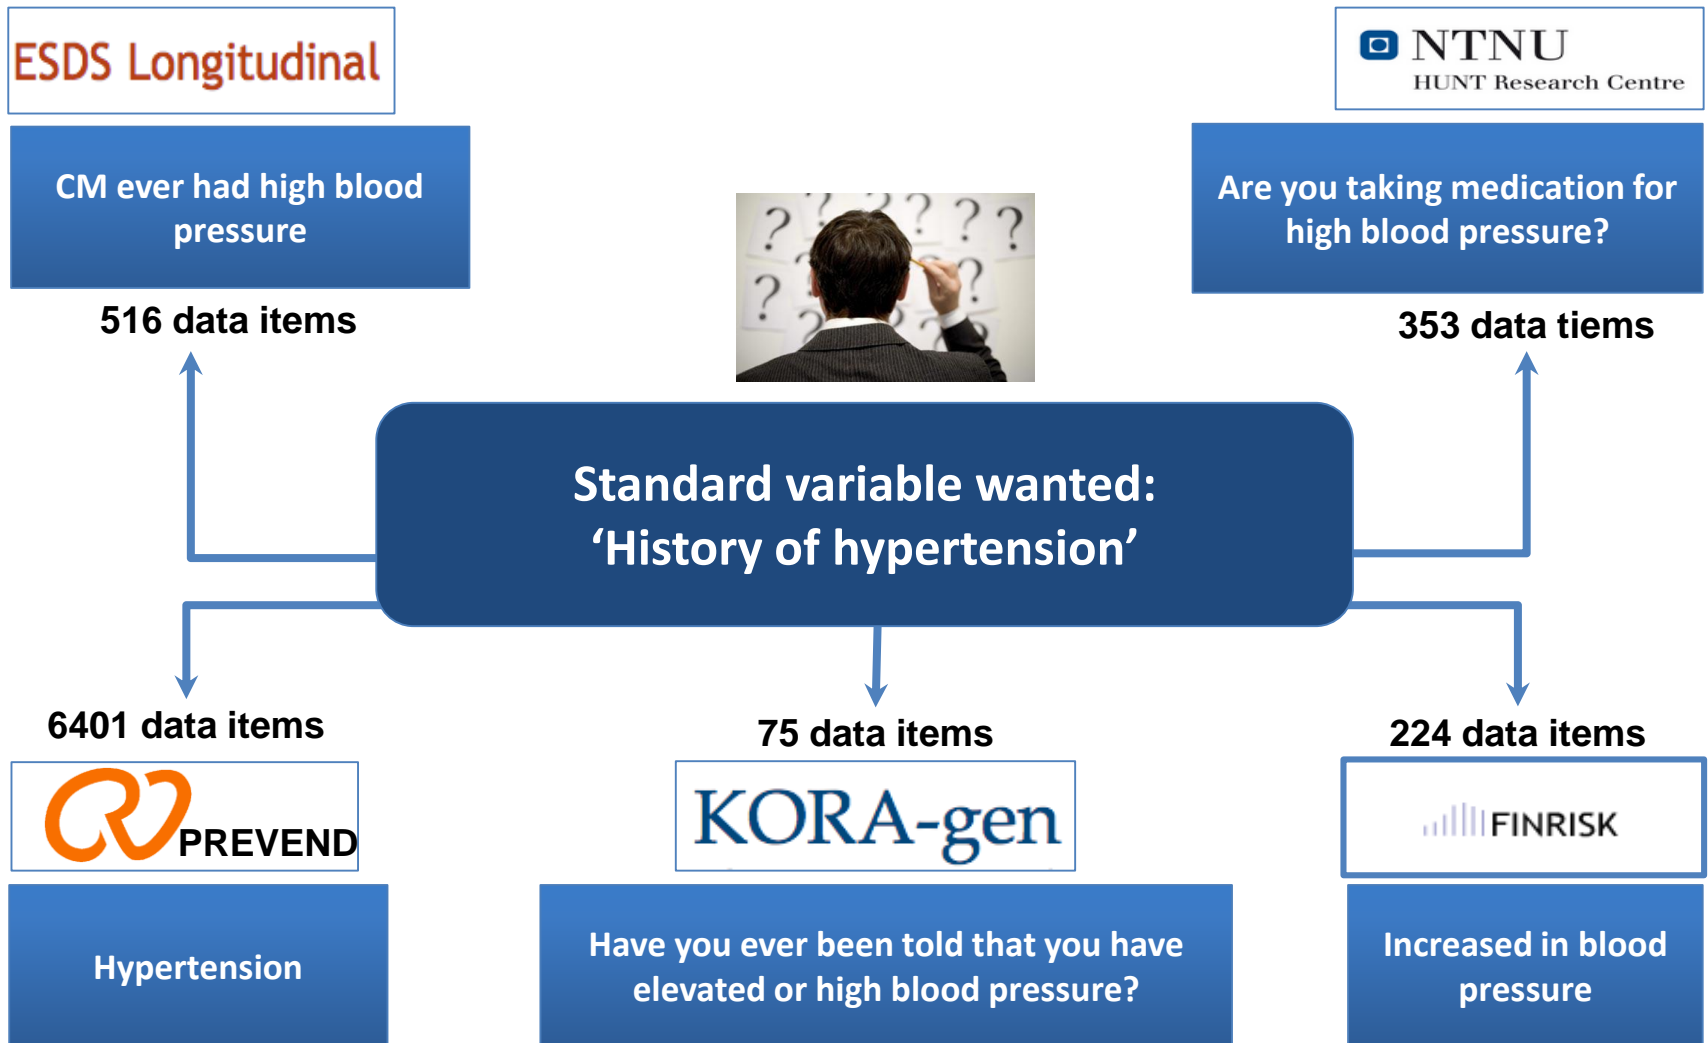 ESDS Longitudinal
CM ever had high blood
pressure
516 data items
NTNU
HUNT Research Centre
Are you taking medication for
high blood pressure?
353 data tiems
? ? ? ? ?
? ? ?
? ?
Standard variable wanted:
‘History of hypertension’
6401 data items
PREVEND
Hypertension
75 data items
KORA-gen
Have you ever been told that you have
elevated or high blood pressure?
224 data items
FINRISK
Increased in blood
pressure